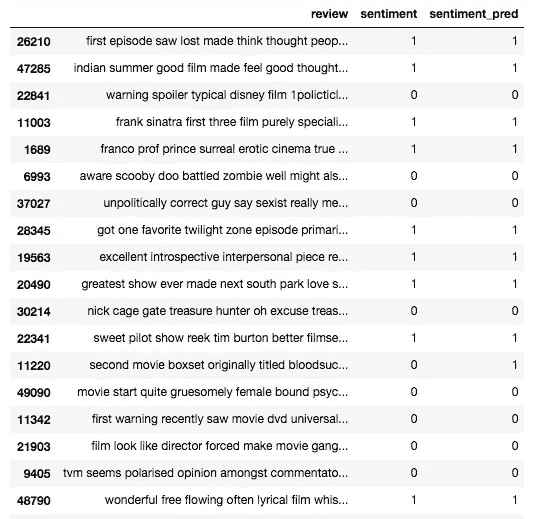 review sentiment sentiment_pred
26210 first episode saw lost made think thought peop... 1 1
47285 indian summer good film made feel good thought... 1 1
22841 warning spoiler typical disney film 1policticl... 0 0
11003 frank sinatra first three film purely speciali... 1 1
1689 franco prof prince surreal erotic cinema true ... 1 1
6993 aware scooby doo battled zombie well might als... 0 0
37027 unpolitically correct guy say sexist really me... 0 0
28345 got one favorite twilight zone episode primari... 1 1
19563 excellent introspective interpersonal piece re... 1 1
20490 greatest show ever made next south park love s... 1 1
30214 nick cage gate treasure hunter oh excuse treas... 0 0
22341 sweet pilot show reek tim burton better filmse... 1 1
11220 second movie boxset originally titled bloodsuc... 0 1
49090 movie start quite gruesomely female bound psyc... 0 0
11342 first warning recently saw movie dvd universal... 0 0
21903 film look like director forced make movie gang... 0 0
9405 tvm seems polarised opinion amongst commentato... 0 0
48790 wonderful free flowing often lyrical film whis... 1 1